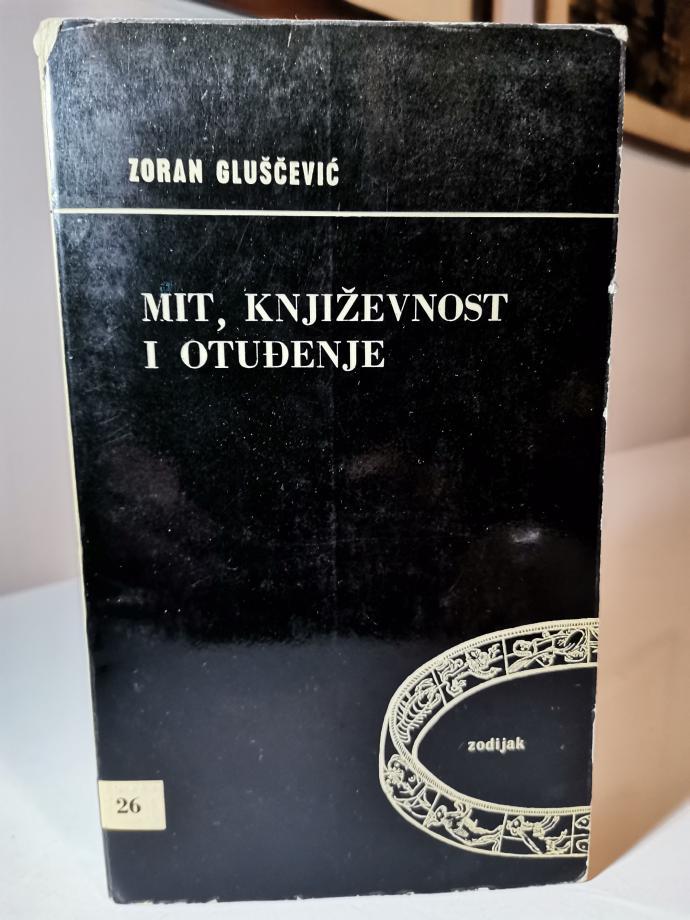 ZORAN GLUŠČEVIĆ
MIT, KNJIŽEVNOST
I OTUĐENJE
zodijak
26